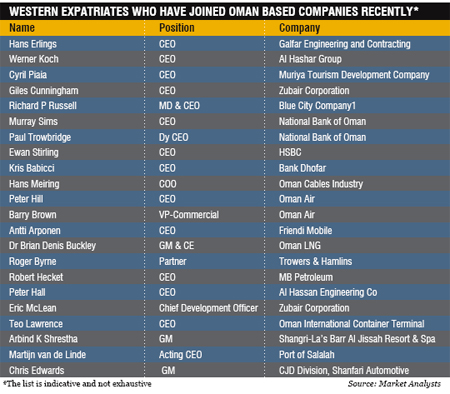 WESTERN EXPATRIATES WHO HAVE JOINED OMAN BASED COMPANIES RECENTLY*
Name Position Company
Hans Erlings CEO Galfar Engineering and Contracting
Werner Koch CEO Al Hashar Group
Cyril Piaia CEO Muriya Tourism Development Company
Giles Cunningham CEO Zubair Corporation
Richard P Russell MD & CEO Blue City Company1
Murray Sims CEO National Bank of Oman
Paul Trowbridge Dy CEO National Bank of Oman
Ewan Stirling CEO HSBC
Kris Babicci CEO Bank Dhofar
Hans Meiring COO Oman Cables Industry
Peter Hill CEO Oman Air
Barry Brown VP-Commercial Oman Air
Antti Arponen CEO Friendi Mobile
Dr Brian Denis Buckley GM & CE Oman LNG
Roger Byrne Partner Trowers & Hamlins
Robert Hecket CEO MB Petroleum
Peter Hall CEO Al Hassan Engineering Co
Eric McLean Chief Development Officer Zubair Corporation
Teo Lawrence CEO Oman International Container Terminal
Arbind K Shrestha GM Shangri-La's Barr Al Jissah Resort & Spa
Martijn van de Linde Acting CEO Port of Salalah
Chris Edwards GM CJD Division, Shanfari Automotive
*The list is indicative and not exhaustive Source: Market Analysts